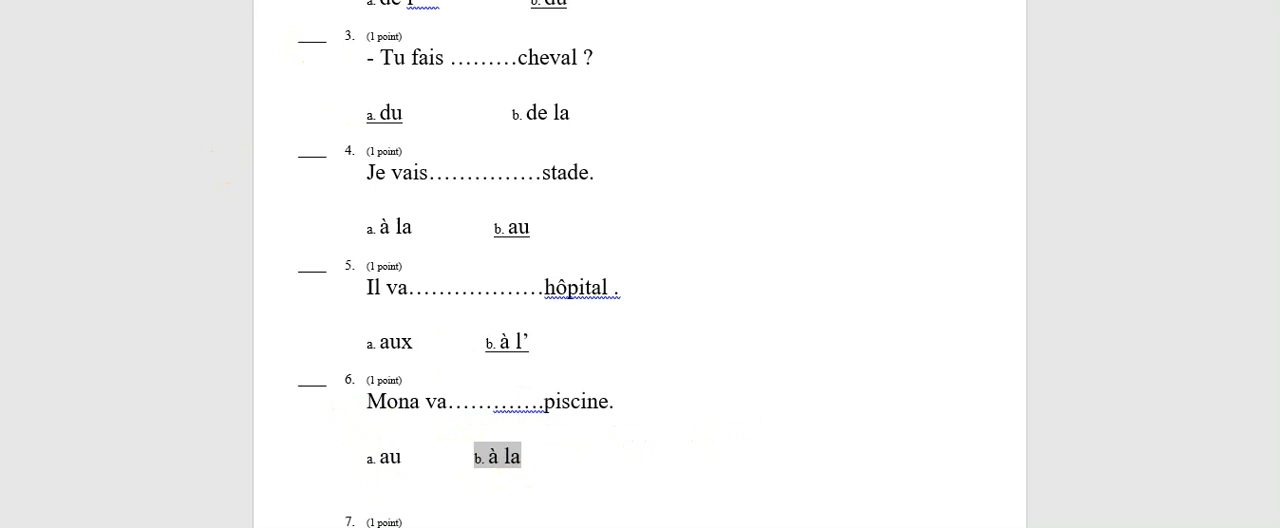 b. du
3. (1 point)
- Tu fais ………cheval ?
a. du b. de la
4. (1 point)
Je vais……………stade.
a. à la b. au
5. (1 point)
Il va………………hôpital .
a. aux b. à l’
6. (1 point)
Mona va………….piscine.
a. au b. à la
7. (1 point)